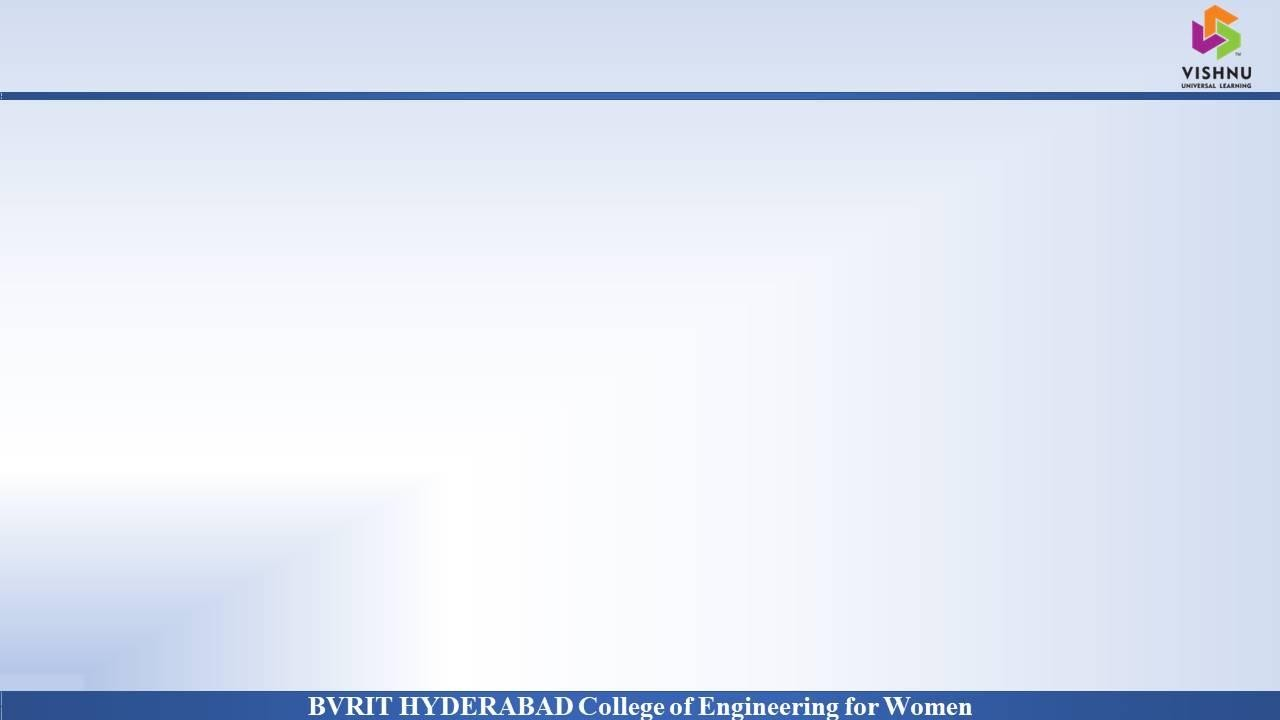 VISHNU
UNIVERSAL LEARNING
BVRIT HYDERABAD College of Engineering for Women